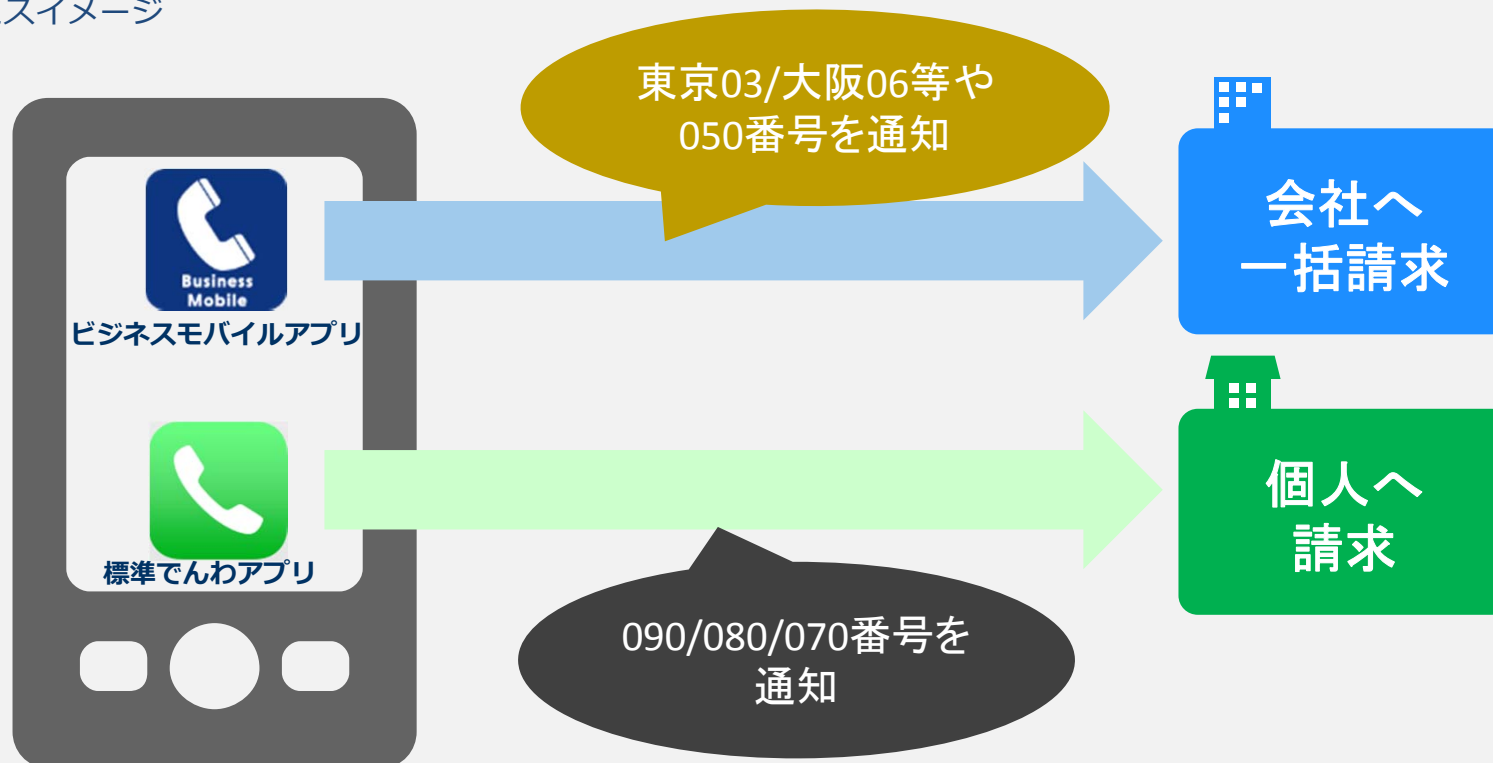 スイメージ
東京03/大阪06等や
050番号を通知
Business
Mobile
ビジネスモバイルアプリ
会社へ
一括請求
標準でんわアプリ
個人へ
請求
090/080/070番号を
通知